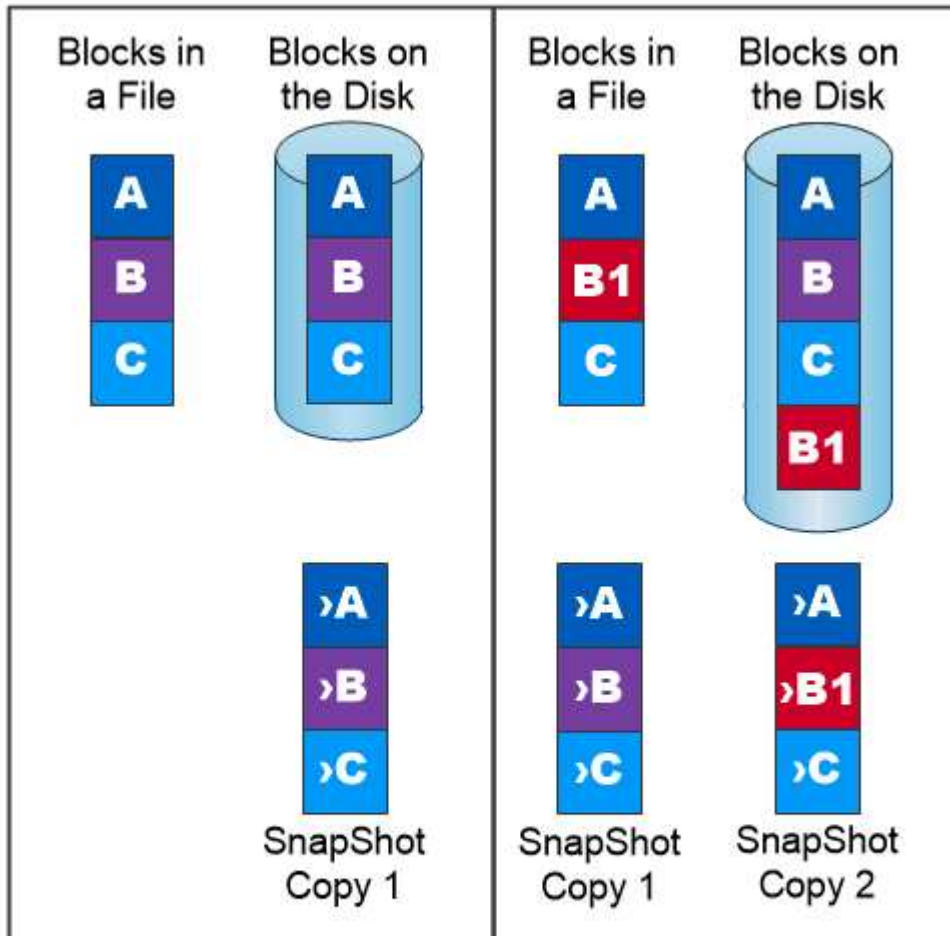 Blocks in
a File
Blocks on
the Disk
A
B
C
A
B
C
›A
›B
›C
SnapShot
Copy 1
Blocks in
a File
Blocks on
the Disk
A
B1
C
A
B
C
B1
›A
›B
›C
SnapShot
Copy 1
›A
›B1
›C
SnapShot
Copy 2